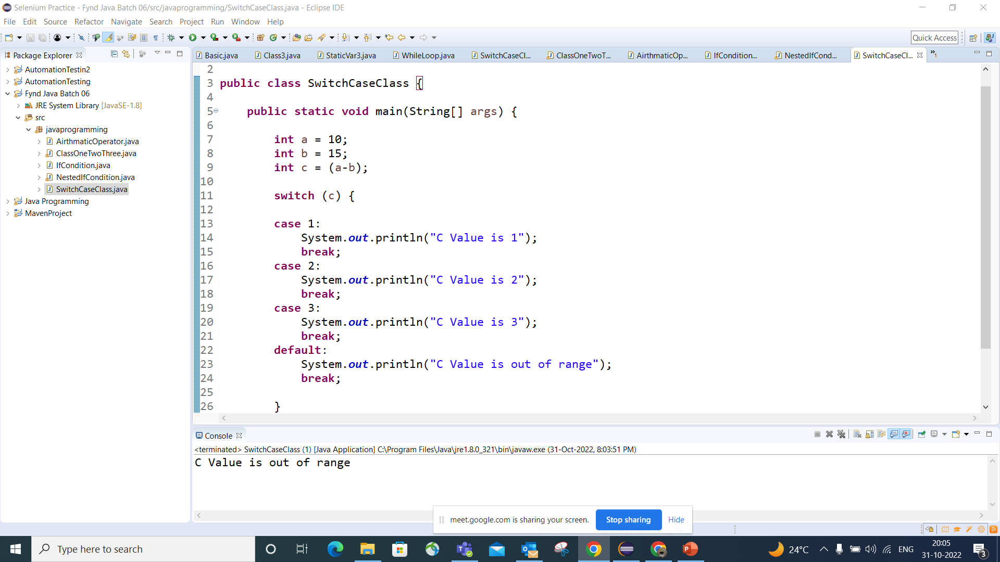 Selenium Practice - Fynd Java Batch 06/src/javaprogramming/SwitchCaseClass.java - Eclipse IDE
File Edit Source Refactor Navigate Search Project Run Window Help
Quick Access
Package Explorer
Basic.java Class3.java StaticVar3.java WhileLoop.java SwitchCaseCl... ClassOneTwoT... AirthmaticOp... IfCondition... NestedIfCond... SwitchCaseCl... »1
AutomationTestin2
AutomationTesting
Fynd Java Batch 06
JRE System Library [JavaSE-1.8]
src
javaprogramming
AirthmaticOperator.java
ClassOneTwoThree.java
IfCondition.java
NestedIfCondition.java
SwitchCaseClass.java
Java Programming
MavenProject
2
3 public class SwitchCaseClass {
4
5 public static void main(String[] args) {
6
7 int a = 10;
8 int b = 15;
9 int c = (a-b);
10
11 switch (c) {
12
13 case 1:
14 System.out.println("C Value is 1");
15 break;
16 case 2:
17 System.out.println("C Value is 2");
18 break;
19 case 3:
20 System.out.println("C Value is 3");
21 break;
22 default:
23 System.out.println("C Value is out of range");
24 break;
25
26 }
Console
<terminated> SwitchCaseClass (1) [Java Application] C:\Program Files\Java\jre1.8.0_321\bin\javaw.exe (31-Oct-2022, 8:03:51 PM)
C Value is out of range
meet.google.com is sharing your screen. Stop sharing Hide
Type here to search
24°C ENG 20:05
31-10-2022
3